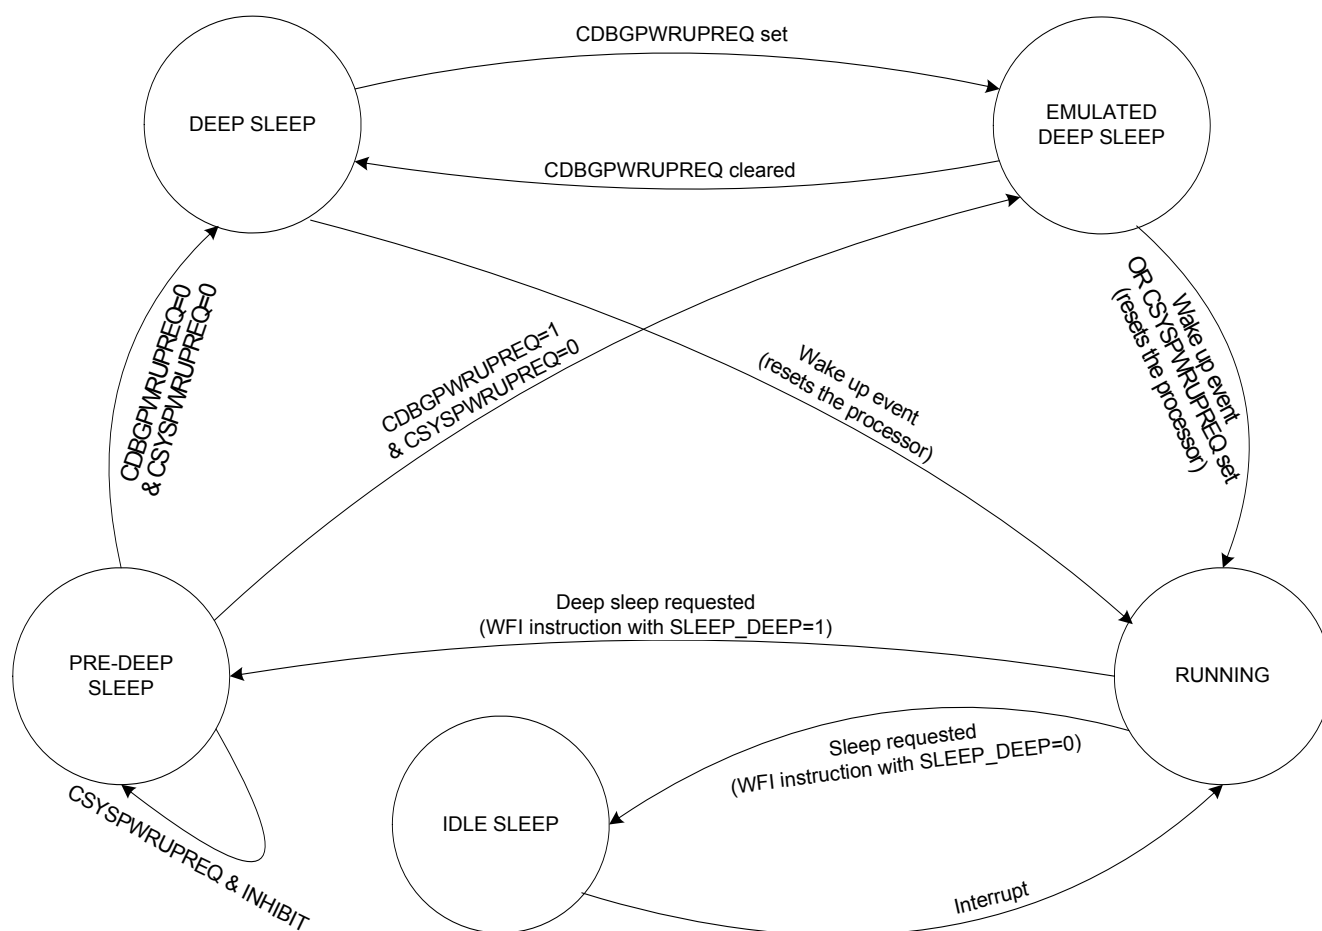 CDBGPWRUPREQ set
DEEP SLEEP
EMULATED
DEEP SLEEP
CDBGPWRUPREQ cleared
CDBGPWRUPREQ=0
& CSYSPWRUPREQ=0
CDBGPWRUPREQ=1
& CSYSPWRUPREQ=0
Wake up event
(resets the processor)
Wake up event
OR CSYSPWRUPREQ set
(resets the processor)
Deep sleep requested
(WFI instruction with SLEEP_DEEP=1)
PRE-DEEP
SLEEP
RUNNING
Sleep requested
(WFI instruction with SLEEP_DEEP=0)
IDLE SLEEP
CSYSPWRUPREQ & INHIBIT
Interrupt